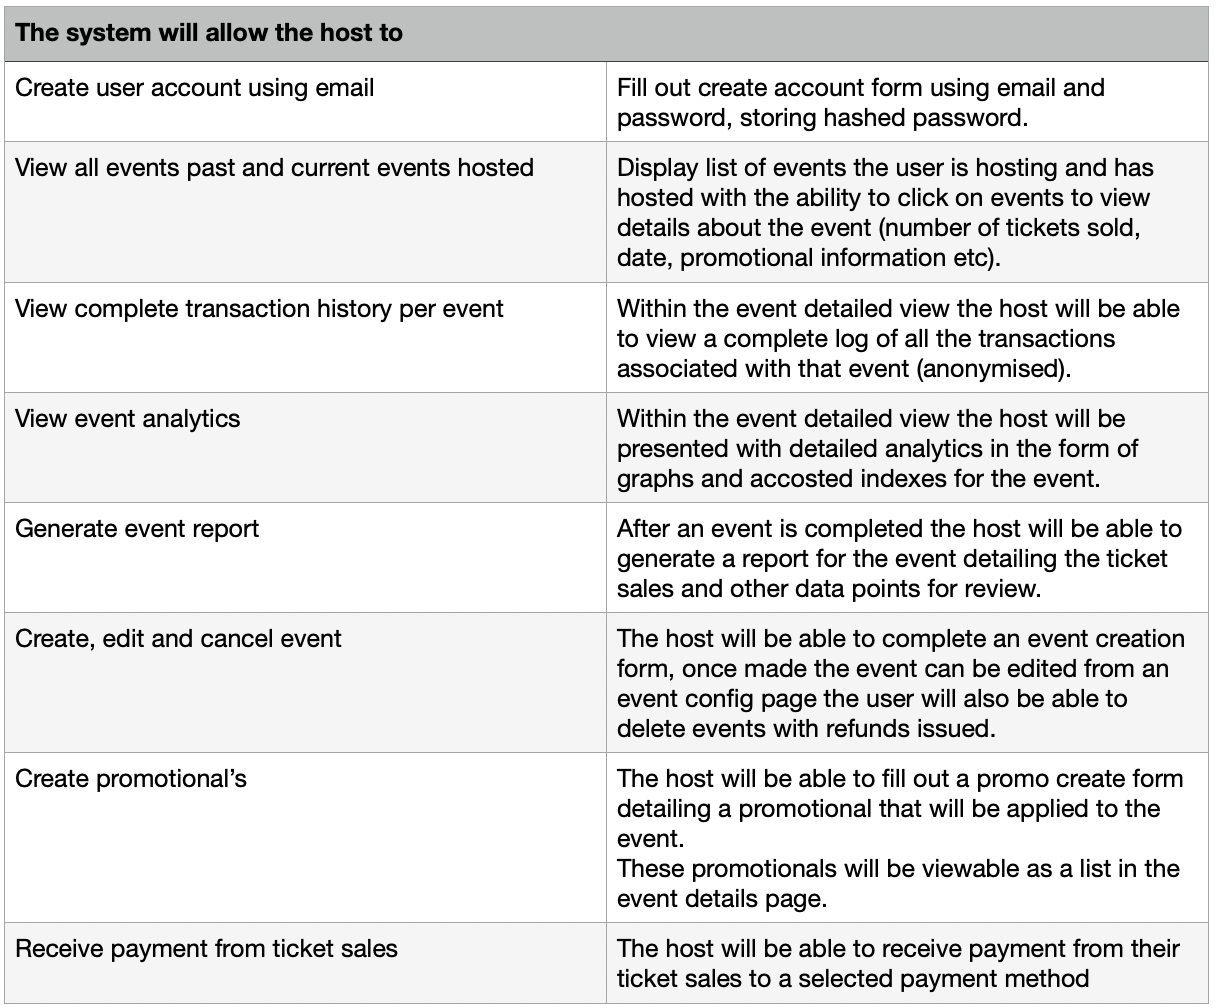 The system will allow the host to
Create user account using email
Fill out create account form using email and
password, storing hashed password.
View all events past and current events hosted
Display list of events the user is hosting and has
hosted with the ability to click on events to view
details about the event (number of tickets sold,
date, promotional information etc).
View complete transaction history per event
Within the event detailed view the host will be able
to view a complete log of all the transactions
associated with that event (anonymised).
View event analytics
Within the event detailed view the host will be
presented with detailed analytics in the form of
graphs and accosted indexes for the event.
Generate event report
After an event is completed the host will be able to
generate a report for the event detailing the ticket
sales and other data points for review.
Create, edit and cancel event
The host will be able to complete an event creation
form, once made the event can be edited from an
event config page the user will also be able to
delete events with refunds issued.
Create promotional’s
The host will be able to fill out a promo create form
detailing a promotional that will be applied to the
event.
These promotionals will be viewable as a list in the
event details page.
Receive payment from ticket sales
The host will be able to receive payment from their
ticket sales to a selected payment method